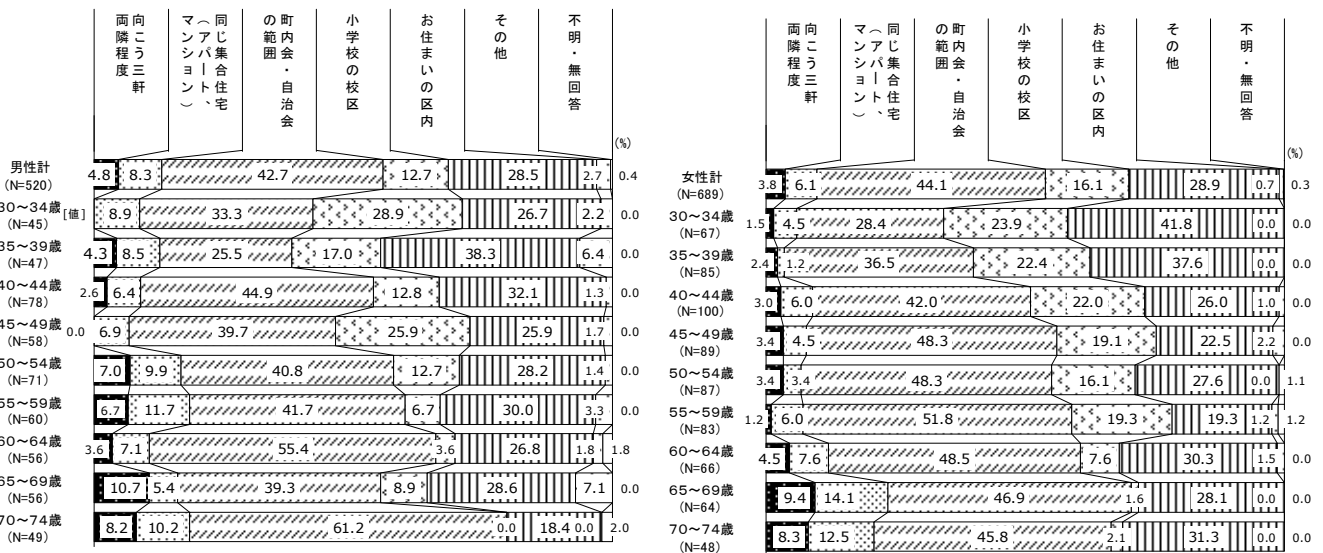 向こう三軒
両隣程度
同じ集合住宅
（アパート、
マンション）
町内会・自治会
の範囲
小学校の校区
お住まいの区内
その他
不明・無回答
(%)
男性計
(N=520)
4.8 8.3 42.7 12.7 28.5 2.7 0.4
30～34歳
(N=45)
[値] 8.9 33.3 28.9 26.7 2.2 0.0
35～39歳
(N=47)
4.3 8.5 25.5 17.0 38.3 6.4 0.0
40～44歳
(N=78)
2.6 6.4 44.9 12.8 32.1 1.3 0.0
45～49歳
(N=58)
0.0 6.9 39.7 25.9 25.9 1.7 0.0
50～54歳
(N=71)
7.0 9.9 40.8 12.7 28.2 1.4 0.0
55～59歳
(N=60)
6.7 11.7 41.7 6.7 30.0 3.3 0.0
60～64歳
(N=56)
3.6 7.1 55.4 3.6 26.8 1.8 1.8
65～69歳
(N=56)
10.7 5.4 39.3 8.9 28.6 7.1 0.0
70～74歳
(N=49)
8.2 10.2 61.2 0.0 18.4 0.0 2.0
向こう三軒
両隣程度
同じ集合住宅
（アパート、
マンション）
町内会・自治会
の範囲
小学校の校区
お住まいの区内
その他
不明・無回答
(%)
女性計
(N=689)
3.8 6.1 44.1 16.1 28.9 0.7 0.3
30～34歳
(N=67)
1.5 4.5 28.4 23.9 41.8 0.0 0.0
35～39歳
(N=85)
2.4 1.2 36.5 22.4 37.6 0.0 0.0
40～44歳
(N=100)
3.0 6.0 42.0 22.0 26.0 1.0 0.0
45～49歳
(N=89)
3.4 4.5 48.3 19.1 22.5 2.2 0.0
50～54歳
(N=87)
3.4 3.4 48.3 16.1 27.6 0.0 1.1
55～59歳
(N=83)
1.2 6.0 51.8 19.3 19.3 1.2 1.2
60～64歳
(N=66)
4.5 7.6 48.5 7.6 30.3 1.5 0.0
65～69歳
(N=64)
9.4 14.1 46.9 1.6 28.1 0.0 0.0
70～74歳
(N=48)
8.3 12.5 45.8 2.1 31.3 0.0 0.0